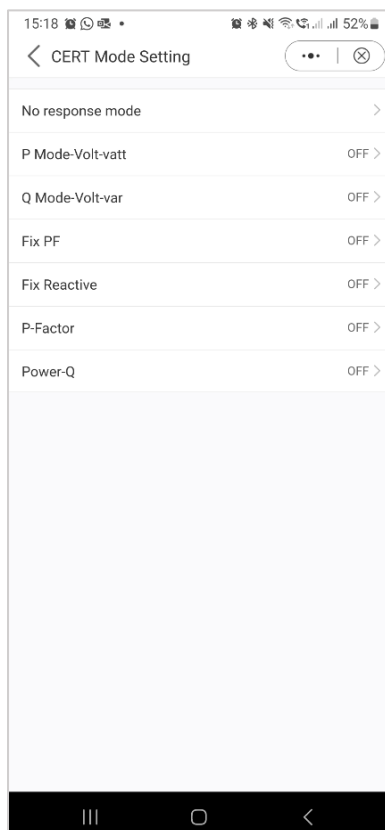 15:18 52%
CERT Mode Setting
No response mode
P Mode-Volt-vatt OFF
Q Mode-Volt-var OFF
Fix PF OFF
Fix Reactive OFF
P-Factor OFF
Power-Q OFF